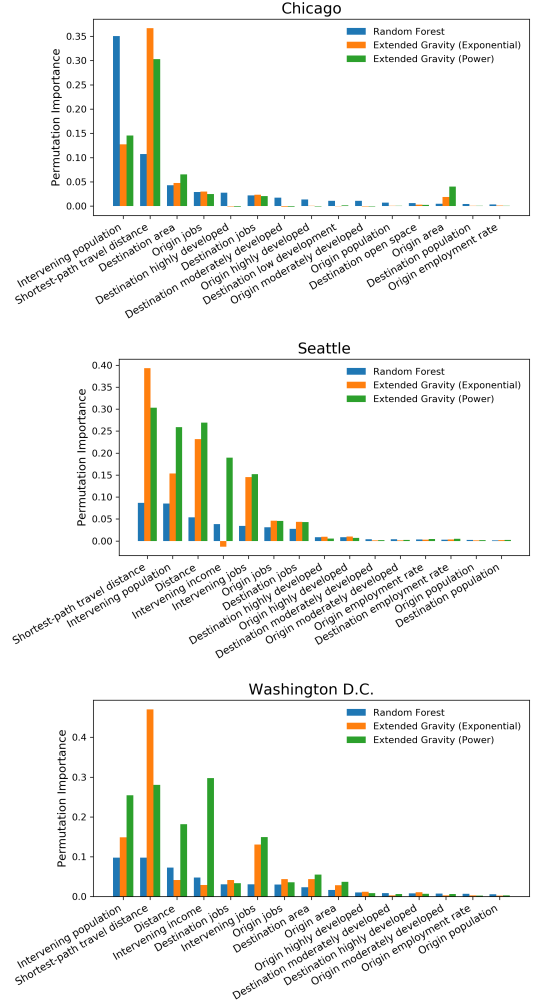 Chicago
Permutation Importance
0.35
0.30
0.25
0.20
0.15
0.10
0.05
0.00
Random Forest
Extended Gravity (Exponential)
Extended Gravity (Power)
Intervening population
Shortest-path travel distance
Destination area
Origin jobs
Destination highly developed
Destination jobs
Destination moderately developed
Origin highly developed
Destination low development
Origin moderately developed
Origin population
Destination open space
Origin area
Destination population
Origin employment rate
Seattle
Permutation Importance
0.40
0.35
0.30
0.25
0.20
0.15
0.10
0.05
0.00
Random Forest
Extended Gravity (Exponential)
Extended Gravity (Power)
Shortest-path travel distance
Intervening population
Distance
Intervening income
Intervening jobs
Origin jobs
Destination jobs
Destination highly developed
Origin highly developed
Destination moderately developed
Origin moderately developed
Origin employment rate
Destination employment rate
Origin population
Destination population
Washington D.C.
Permutation Importance
0.4
0.3
0.2
0.1
0.0
Random Forest
Extended Gravity (Exponential)
Extended Gravity (Power)
Intervening population
Shortest-path travel distance
Distance
Intervening income
Destination jobs
Intervening jobs
Origin jobs
Destination area
Origin area
Origin highly developed
Destination moderately developed
Destination highly developed
Origin moderately developed
Origin employment rate
Origin population